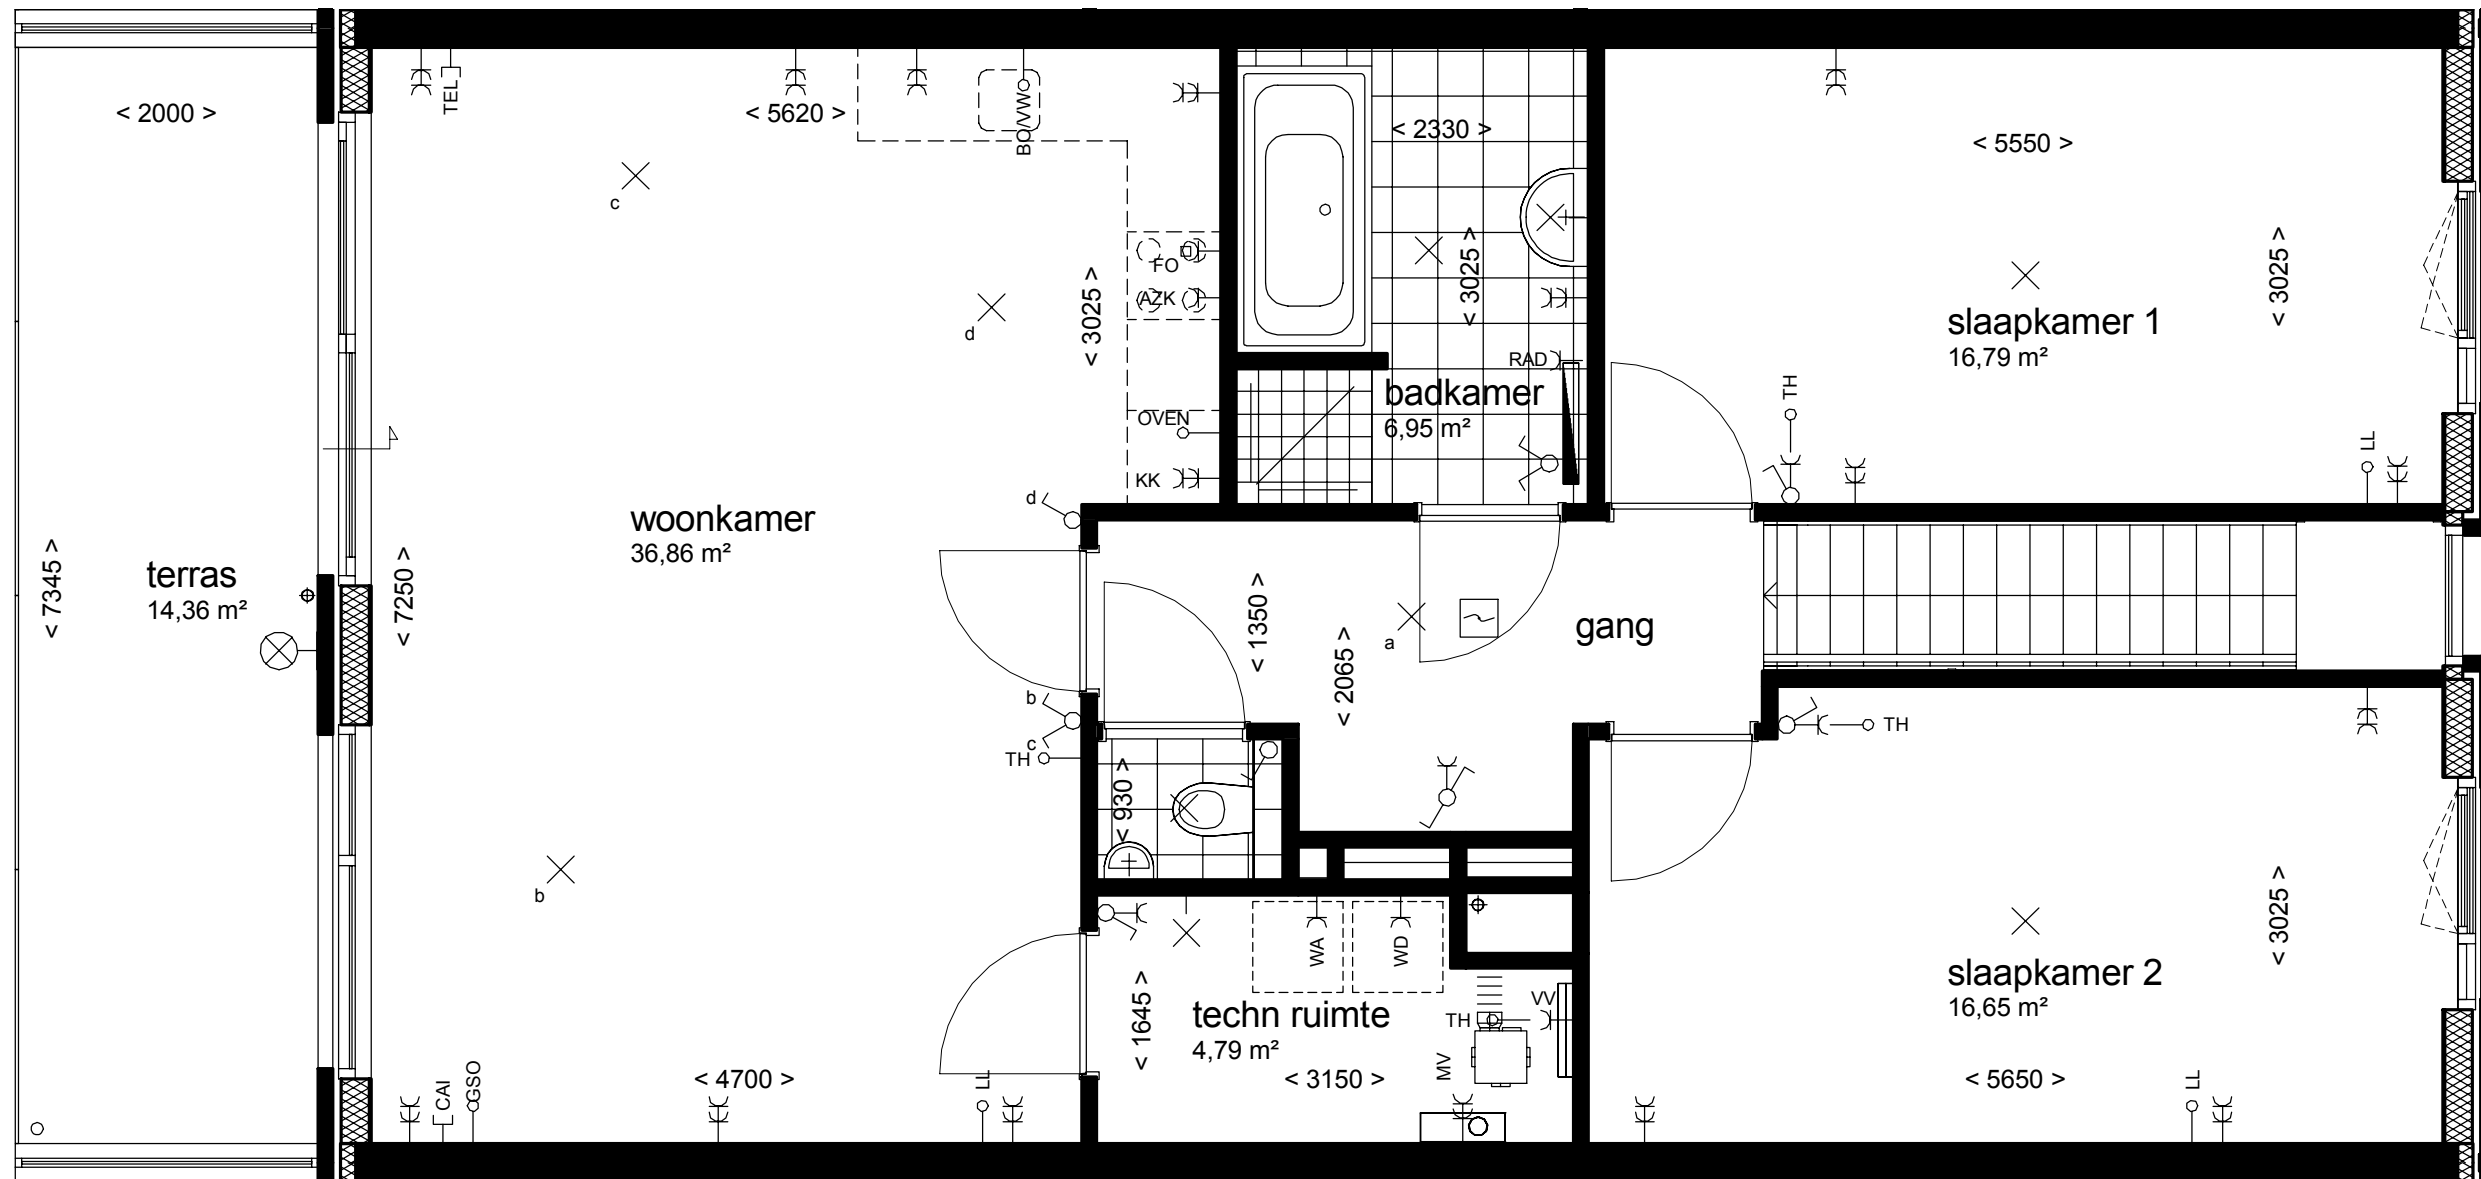 < 2000 >
TEL
< 5620 >
BO/VW
< 2330 >
< 5550 >
c
d
FO
AZK
< 3025 >
< 3025 >
< 3025 >
slaapkamer 1
16,79 m²
RAD
badkamer
6,95 m²
TH
OVEN
KK
LL
d
woonkamer
36,86 m²
terras
14,36 m²
< 7345 >
< 7250 >
< 1350 >
< 2065 >
a
gang
b
c
TH
< 930 >
TH
b
WA
WD
< 3025 >
slaapkamer 2
16,65 m²
< 1645 >
techn ruimte
4,79 m²
VV
TH
MV
CAI
GSO
< 4700 >
LL
< 3150 >
< 5650 >
LL